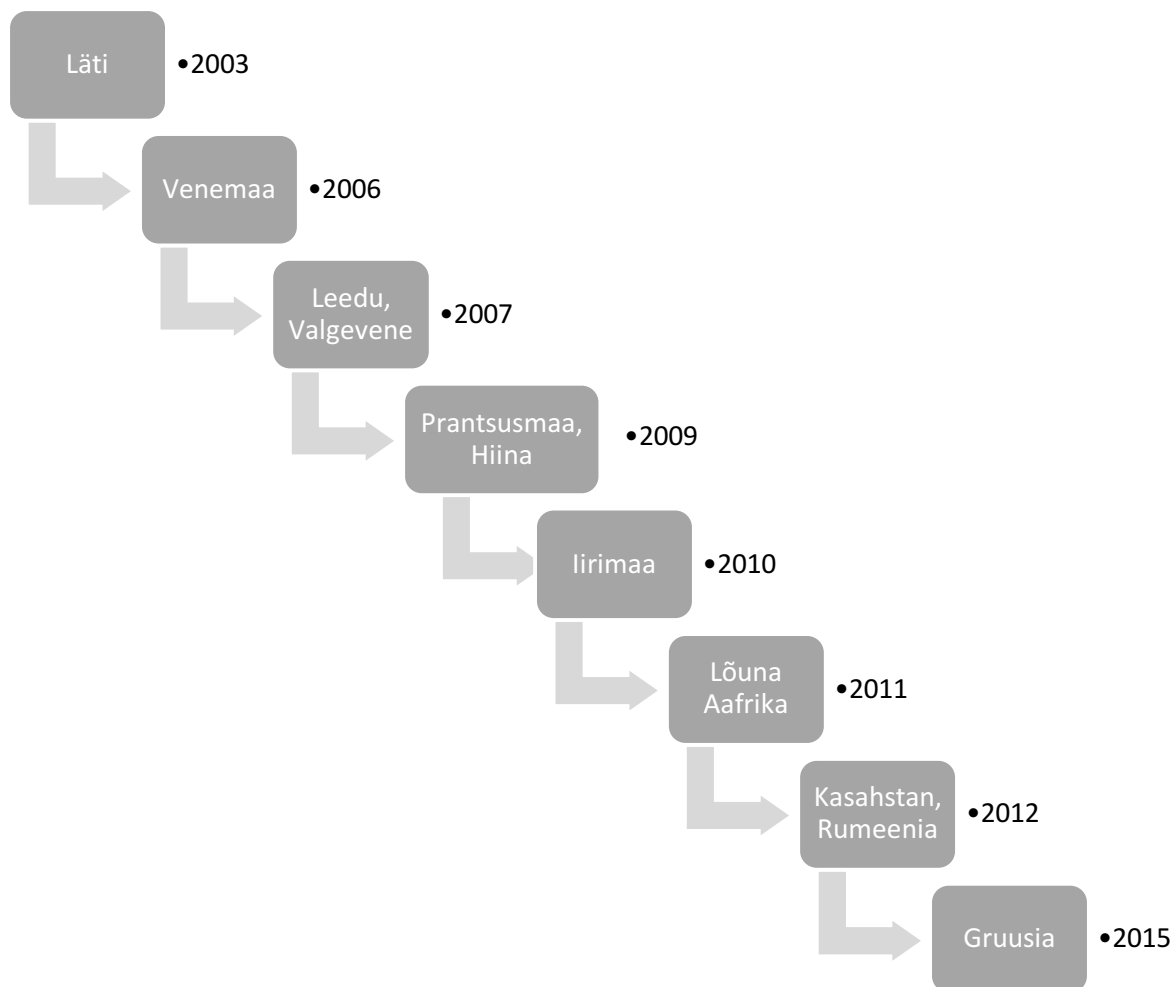 Läti
•2003
Venemaa
•2006
Leedu,
Valgevene
•2007
Prantsusmaa,
Hiina
•2009
Iirimaa
•2010
Lõuna
Aafrika
•2011
Kasahstan,
Rumeenia
•2012
Gruusia
•2015